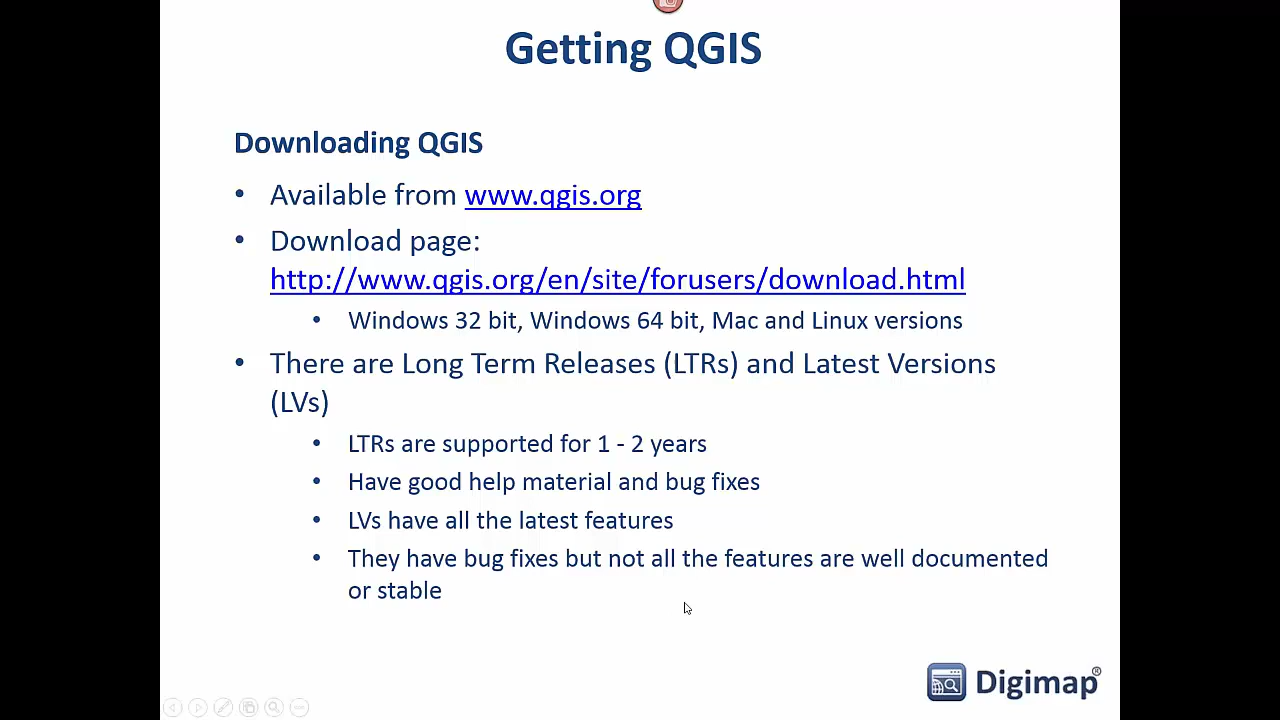 Getting QGIS
Downloading QGIS
• Available from www.qgis.org
• Download page:
http://www.qgis.org/en/site/forusers/download.html
• Windows 32 bit, Windows 64 bit, Mac and Linux versions
• There are Long Term Releases (LTRs) and Latest Versions
(LVs)
• LTRs are supported for 1 - 2 years
• Have good help material and bug fixes
• LVs have all the latest features
• They have bug fixes but not all the features are well documented
or stable
Digimap®